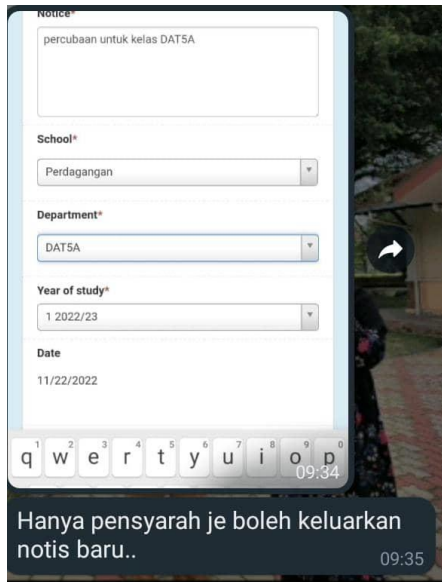 Notice*
percubaan untuk kelas DAT5A
School*
Perdagangan
Department*
DAT5A
Year of study*
1 2022/23
Date
11/22/2022
1 2 3 4 5 6 7 8 9 0
q w e r t y u i o p
09:34
Hanya pensyarah je boleh keluarkan
notis baru..
09:35